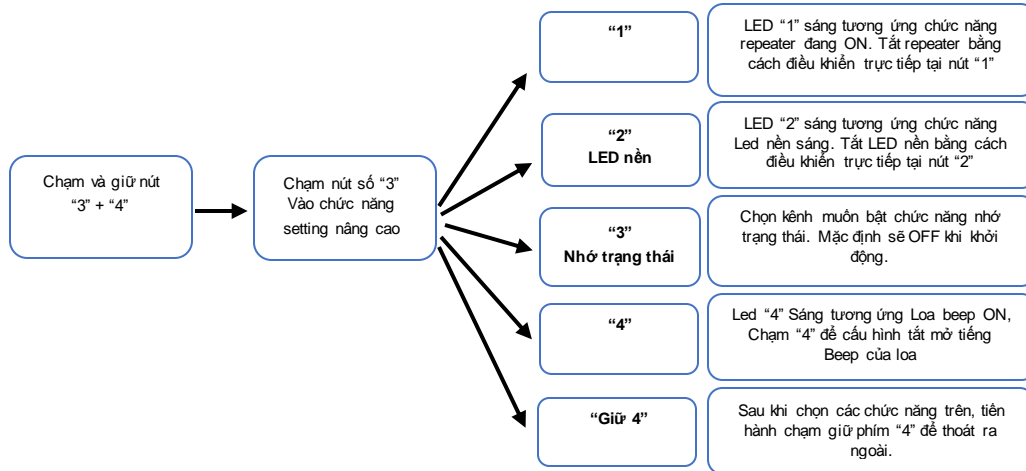 Chạm và giữ nút
“3” + “4”
Chạm nút số “3”
Vào chức năng
setting nâng cao
“1”
LED “1” sáng tương ứng chức năng
repeater đang ON. Tắt repeater bằng
cách điều khiển trực tiếp tại nút “1”
“2”
LED nền
LED “2” sáng tương ứng chức năng
Led nền sáng. Tắt LED nền bằng cách
điều khiển trực tiếp tại nút “2”
“3”
Nhớ trạng thái
Chọn kênh muốn bật chức năng nhớ
trạng thái. Mặc định sẽ OFF khi khởi
động.
“4”
Led “4” Sáng tương ứng Loa beep ON,
Chạm “4” để cấu hình tắt mở tiếng
Beep của loa
“Giữ 4”
Sau khi chọn các chức năng trên, tiến
hành chạm giữ phím “4” để thoát ra
ngoài.